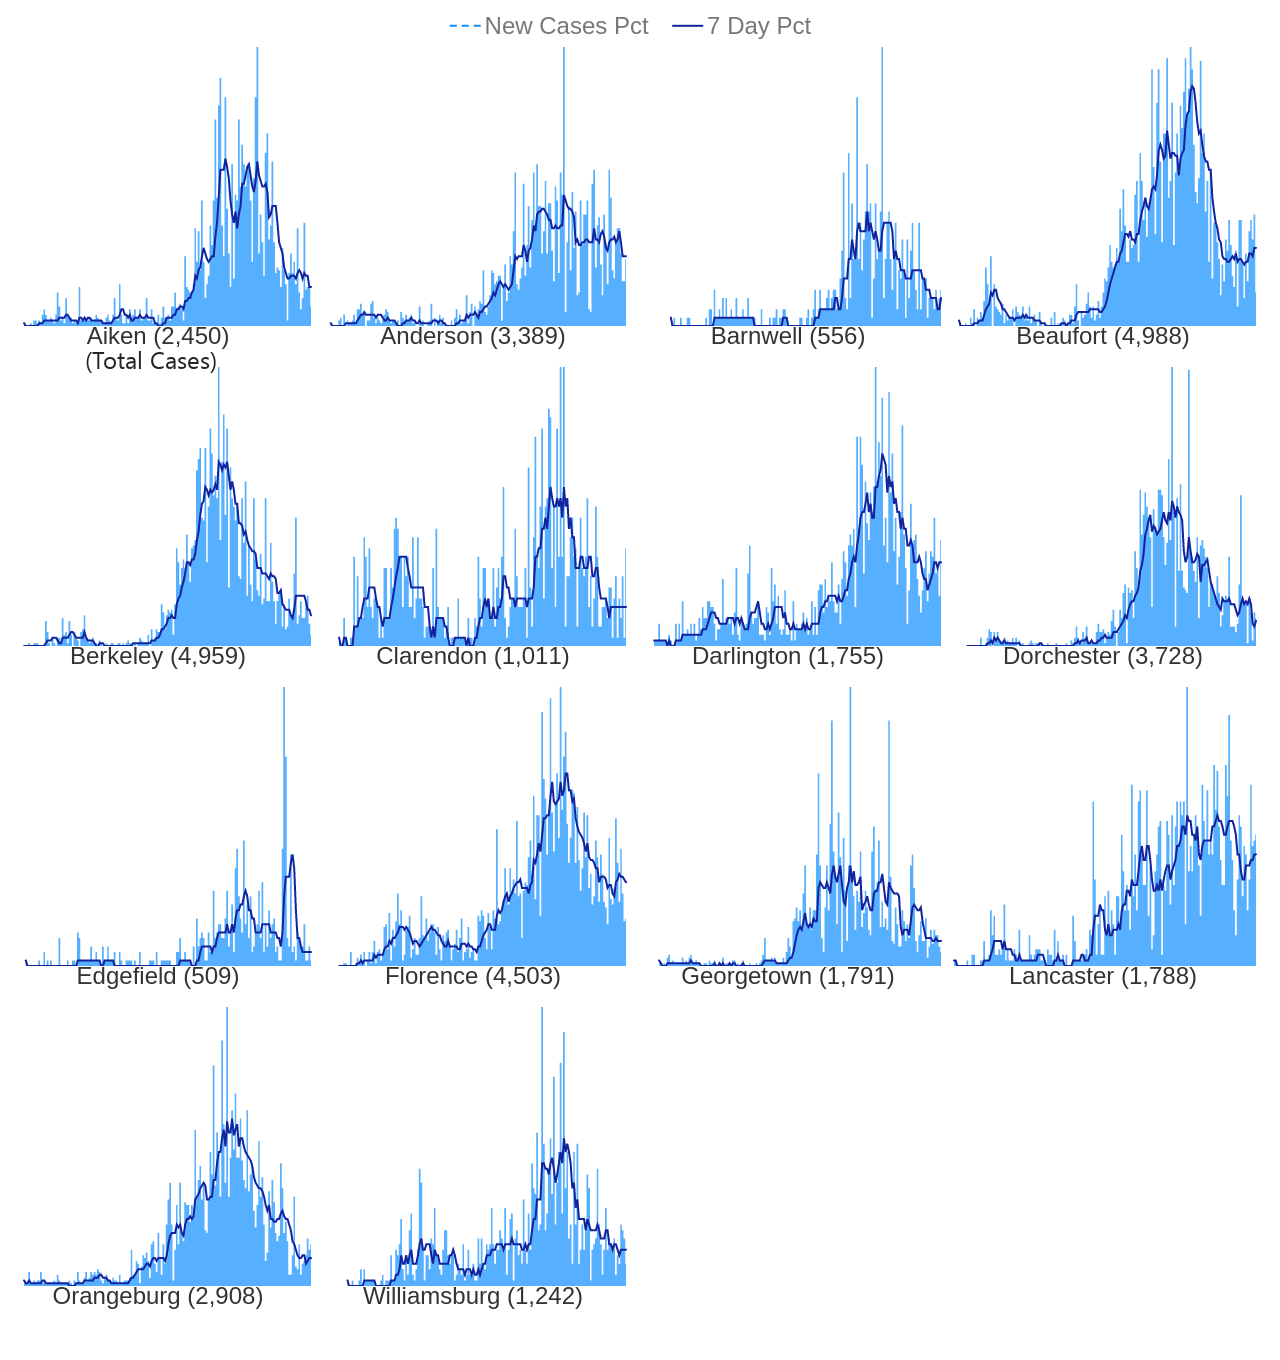 New Cases Pct 7 Day Pct
Aiken (2,450) Anderson (3,389) Barnwell (556) Beaufort (4,988)
(Total Cases)
Berkeley (4,959) Clarendon (1,011) Darlington (1,755) Dorchester (3,728)
Edgefield (509) Florence (4,503) Georgetown (1,791) Lancaster (1,788)
Orangeburg (2,908) Williamsburg (1,242)